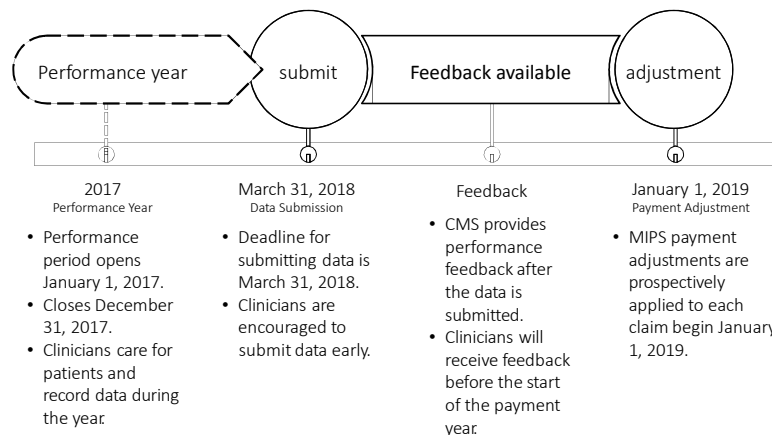 Performance year
submit
Feedback available
adjustment
2017
Performance Year
• Performance
period opens
January 1, 2017.
• Closes December
31, 2017.
• Clinicians care for
patients and
record data during
the year.
March 31, 2018
Data Submission
• Deadline for
submitting data is
March 31, 2018.
• Clinicians are
encouraged to
submit data early.
Feedback
• CMS provides
performance
feedback after
the data is
submitted.
• Clinicians will
receive feedback
before the start
of the payment
year.
January 1, 2019
Payment Adjustment
• MIPS payment
adjustments are
prospectively
applied to each
claim begin January
1, 2019.